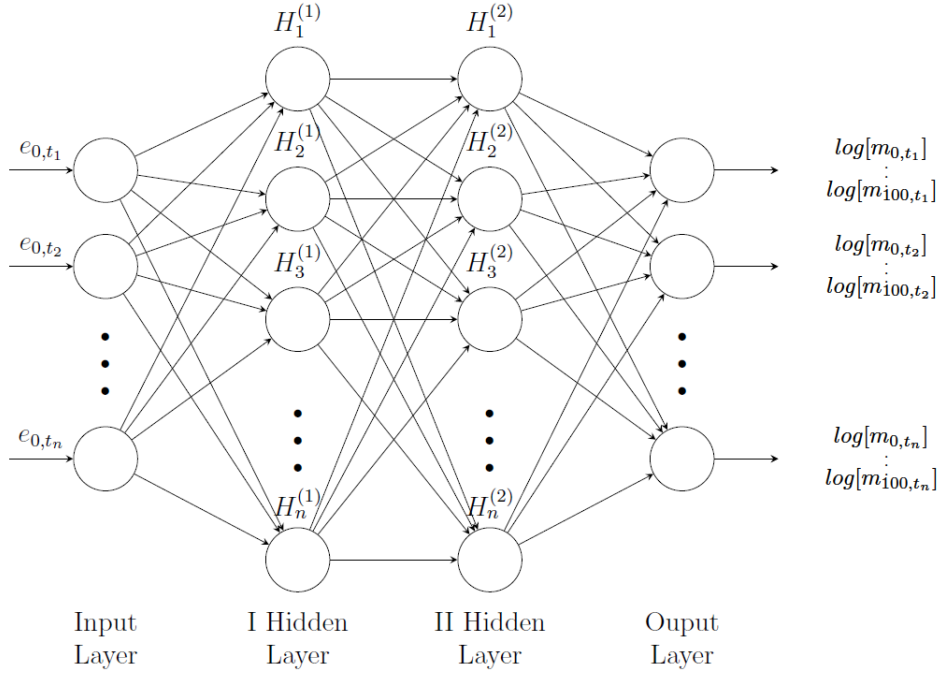 H_1^{(1)} H_1^{(2)}
e_{0,t_1} H_2^{(1)} H_2^{(2)} log[m_{0,t_1}]
⋮
log[m_{100,t_1}]
e_{0,t_2} H_3^{(1)} H_3^{(2)} log[m_{0,t_2}]
⋮
log[m_{100,t_2}]
e_{0,t_n} log[m_{0,t_n}]
⋮
log[m_{100,t_n}]
H_n^{(1)} H_n^{(2)}
Input I Hidden II Hidden Ouput
Layer Layer Layer Layer